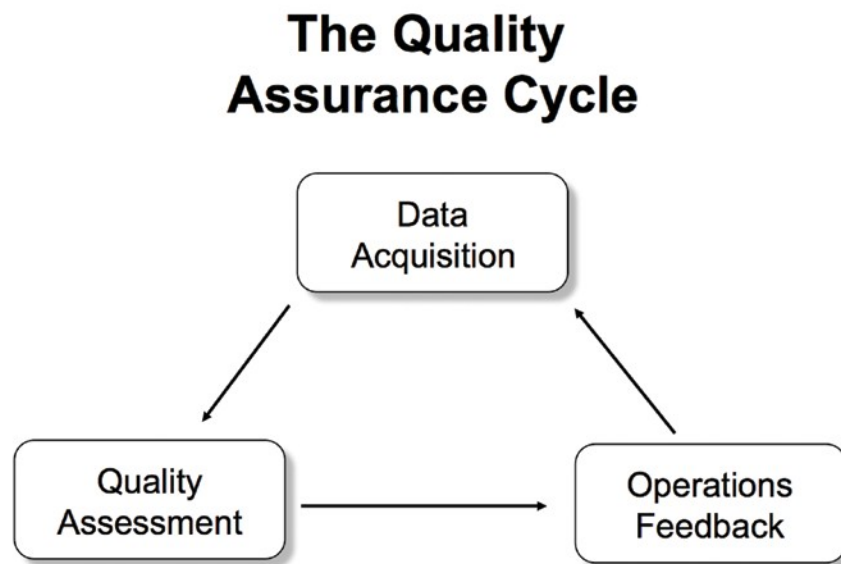 The Quality
Assurance Cycle
Data
Acquisition
Quality
Assessment
Operations
Feedback